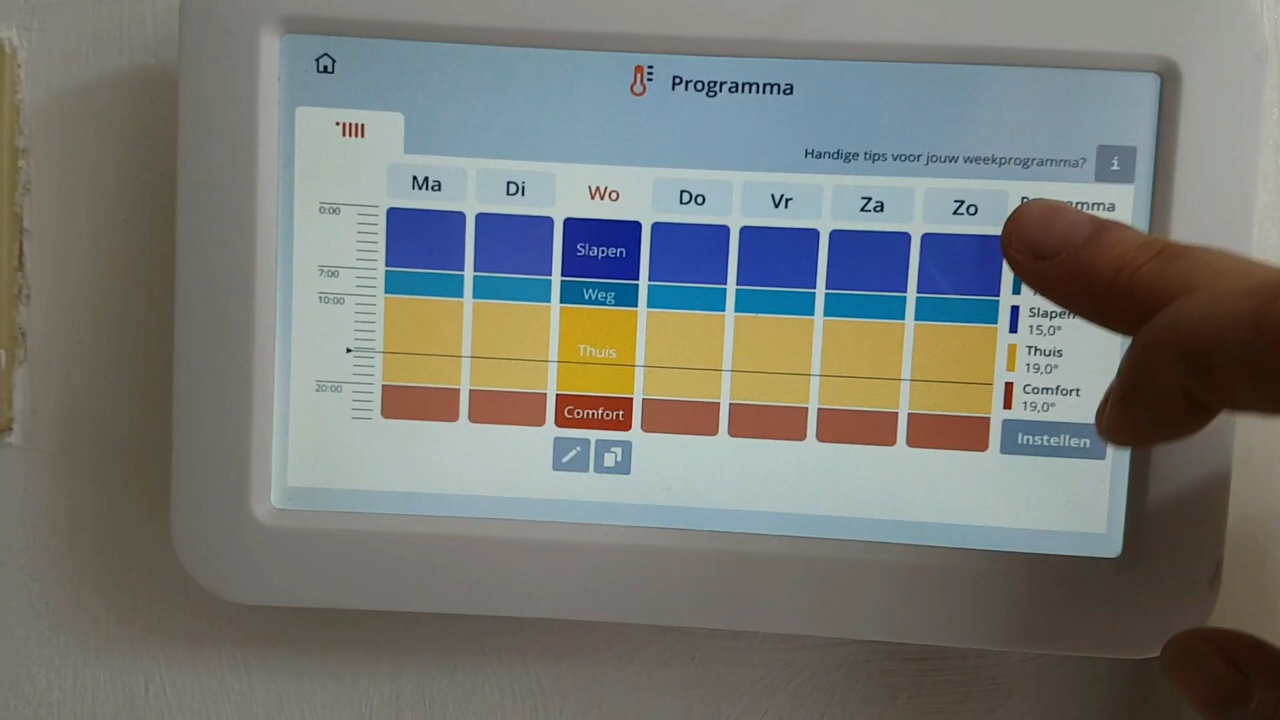 Programma
Handige tips voor jouw weekprogramma? i
Ma Di Wo Do Vr Za Zo
0:00
7:00
10:00
20:00
Slapen
Weg
Thuis
Comfort
Slapen
15,0°
Thuis
19,0°
Comfort
19,0°
Instellen